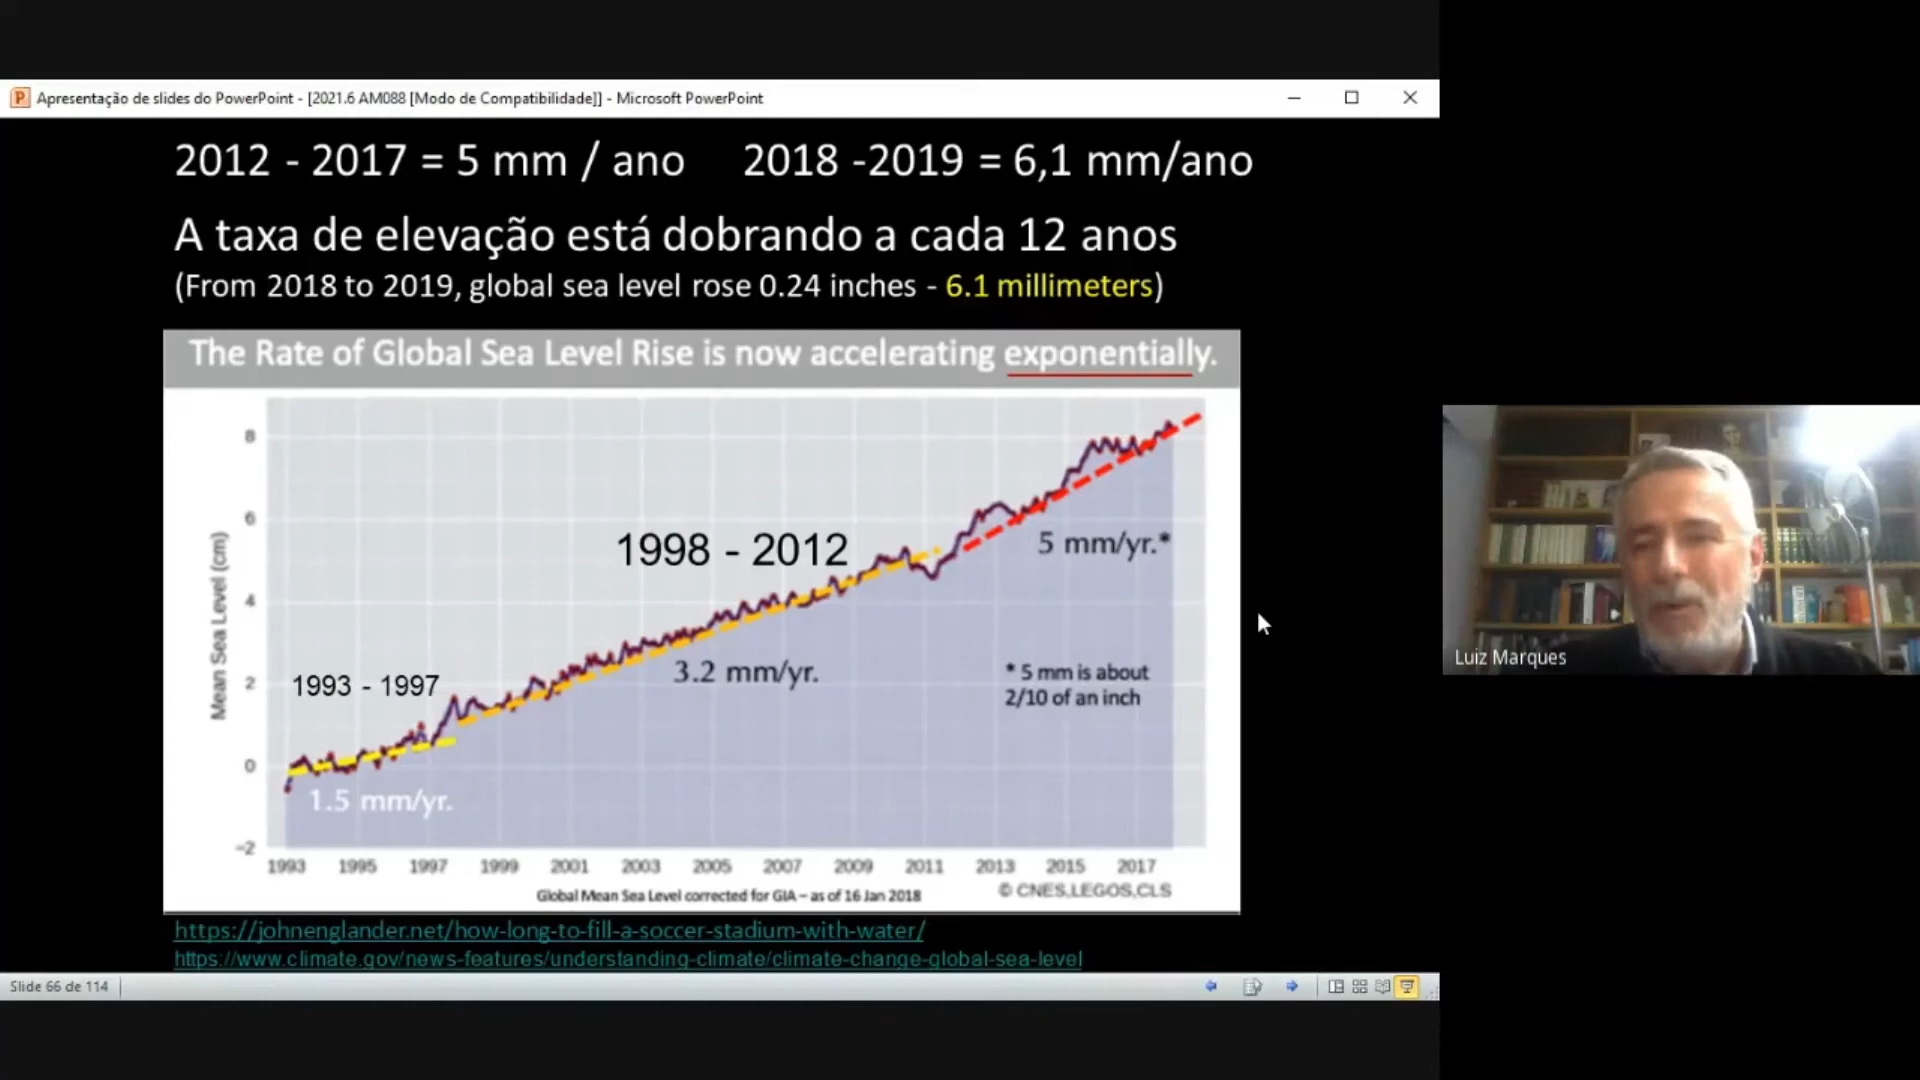 Apresentação de slides do PowerPoint - [2021.6 AM088 [Modo de Compatibilidade]] - Microsoft PowerPoint
2012 - 2017 = 5 mm / ano 2018 -2019 = 6,1 mm/ano
A taxa de elevação está dobrando a cada 12 anos
(From 2018 to 2019, global sea level rose 0.24 inches - 6.1 millimeters)
The Rate of Global Sea Level Rise is now accelerating exponentially.
8
6
4
2
0
-2
Mean Sea Level (cm)
1998 - 2012
5 mm/yr.*
3.2 mm/yr.
* 5 mm is about
2/10 of an inch
1993 - 1997
1.5 mm/yr.
1993 1995 1997 1999 2001 2003 2005 2007 2009 2011 2013 2015 2017
Global Mean Sea Level corrected for GIA – as of 16 Jan 2018
© CNES,LEGOS,CLS
https://johnenglander.net/how-long-to-fill-a-soccer-stadium-with-water/
https://www.climate.gov/news-features/understanding-climate/climate-change-global-sea-level
Slide 66 de 114
Luiz Marques